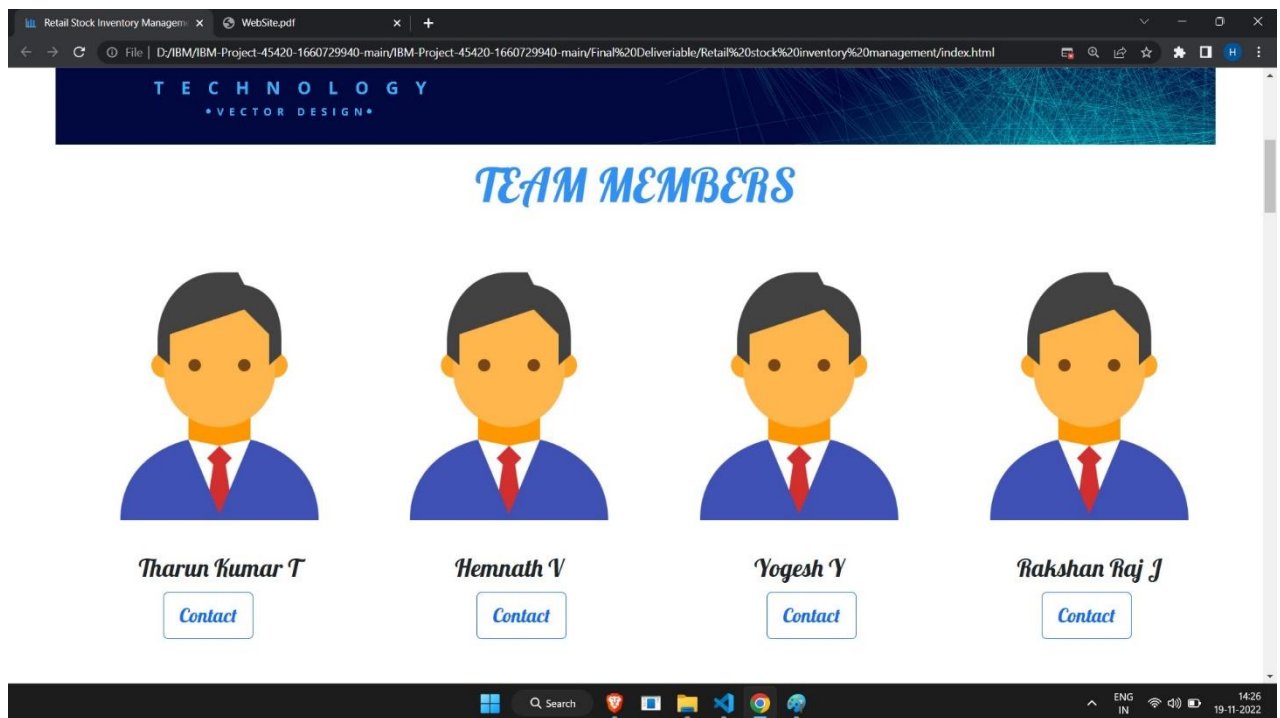 Retail Stock Inventory Managem
WebSite.pdf
File | D:/IBM/IBM-Project-45420-1660729940-main/IBM-Project-45420-1660729940-main/Final%20Deliveriable/Retail%20stock%20inventory%20management/index.html
H
TECHNOLOGY
•VECTOR DESIGN•
TEAM MEMBERS
Tharun Kumar T Hemnath V Yogesh Y Rakshan Raj J
Contact Contact Contact Contact
Search
ENG 14:26
IN 19-11-2022